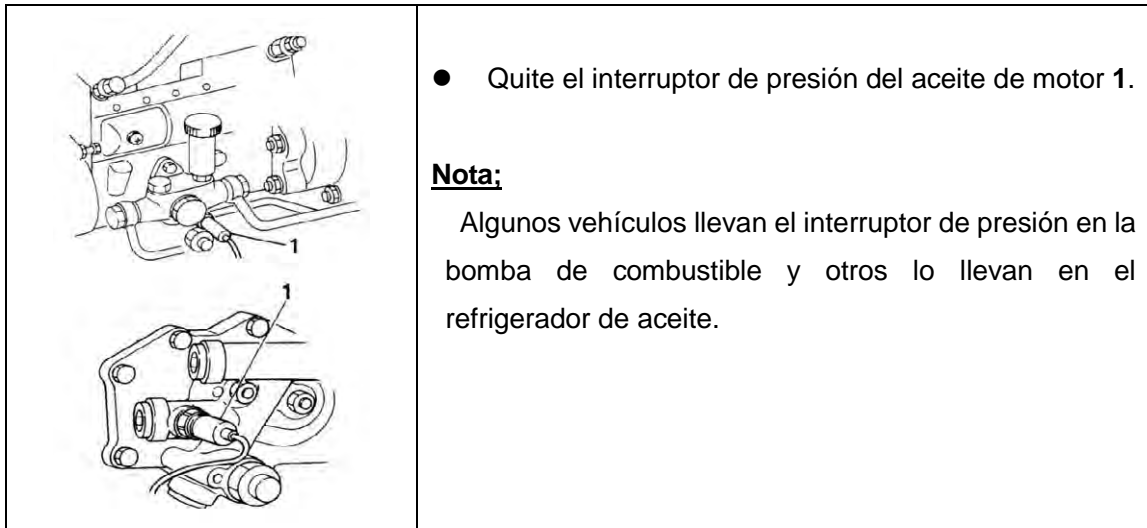 1
1
● Quite el interruptor de presión del aceite de motor 1.
Nota;
Algunos vehículos llevan el interruptor de presión en la
bomba de combustible y otros lo llevan en el
refrigerador de aceite.